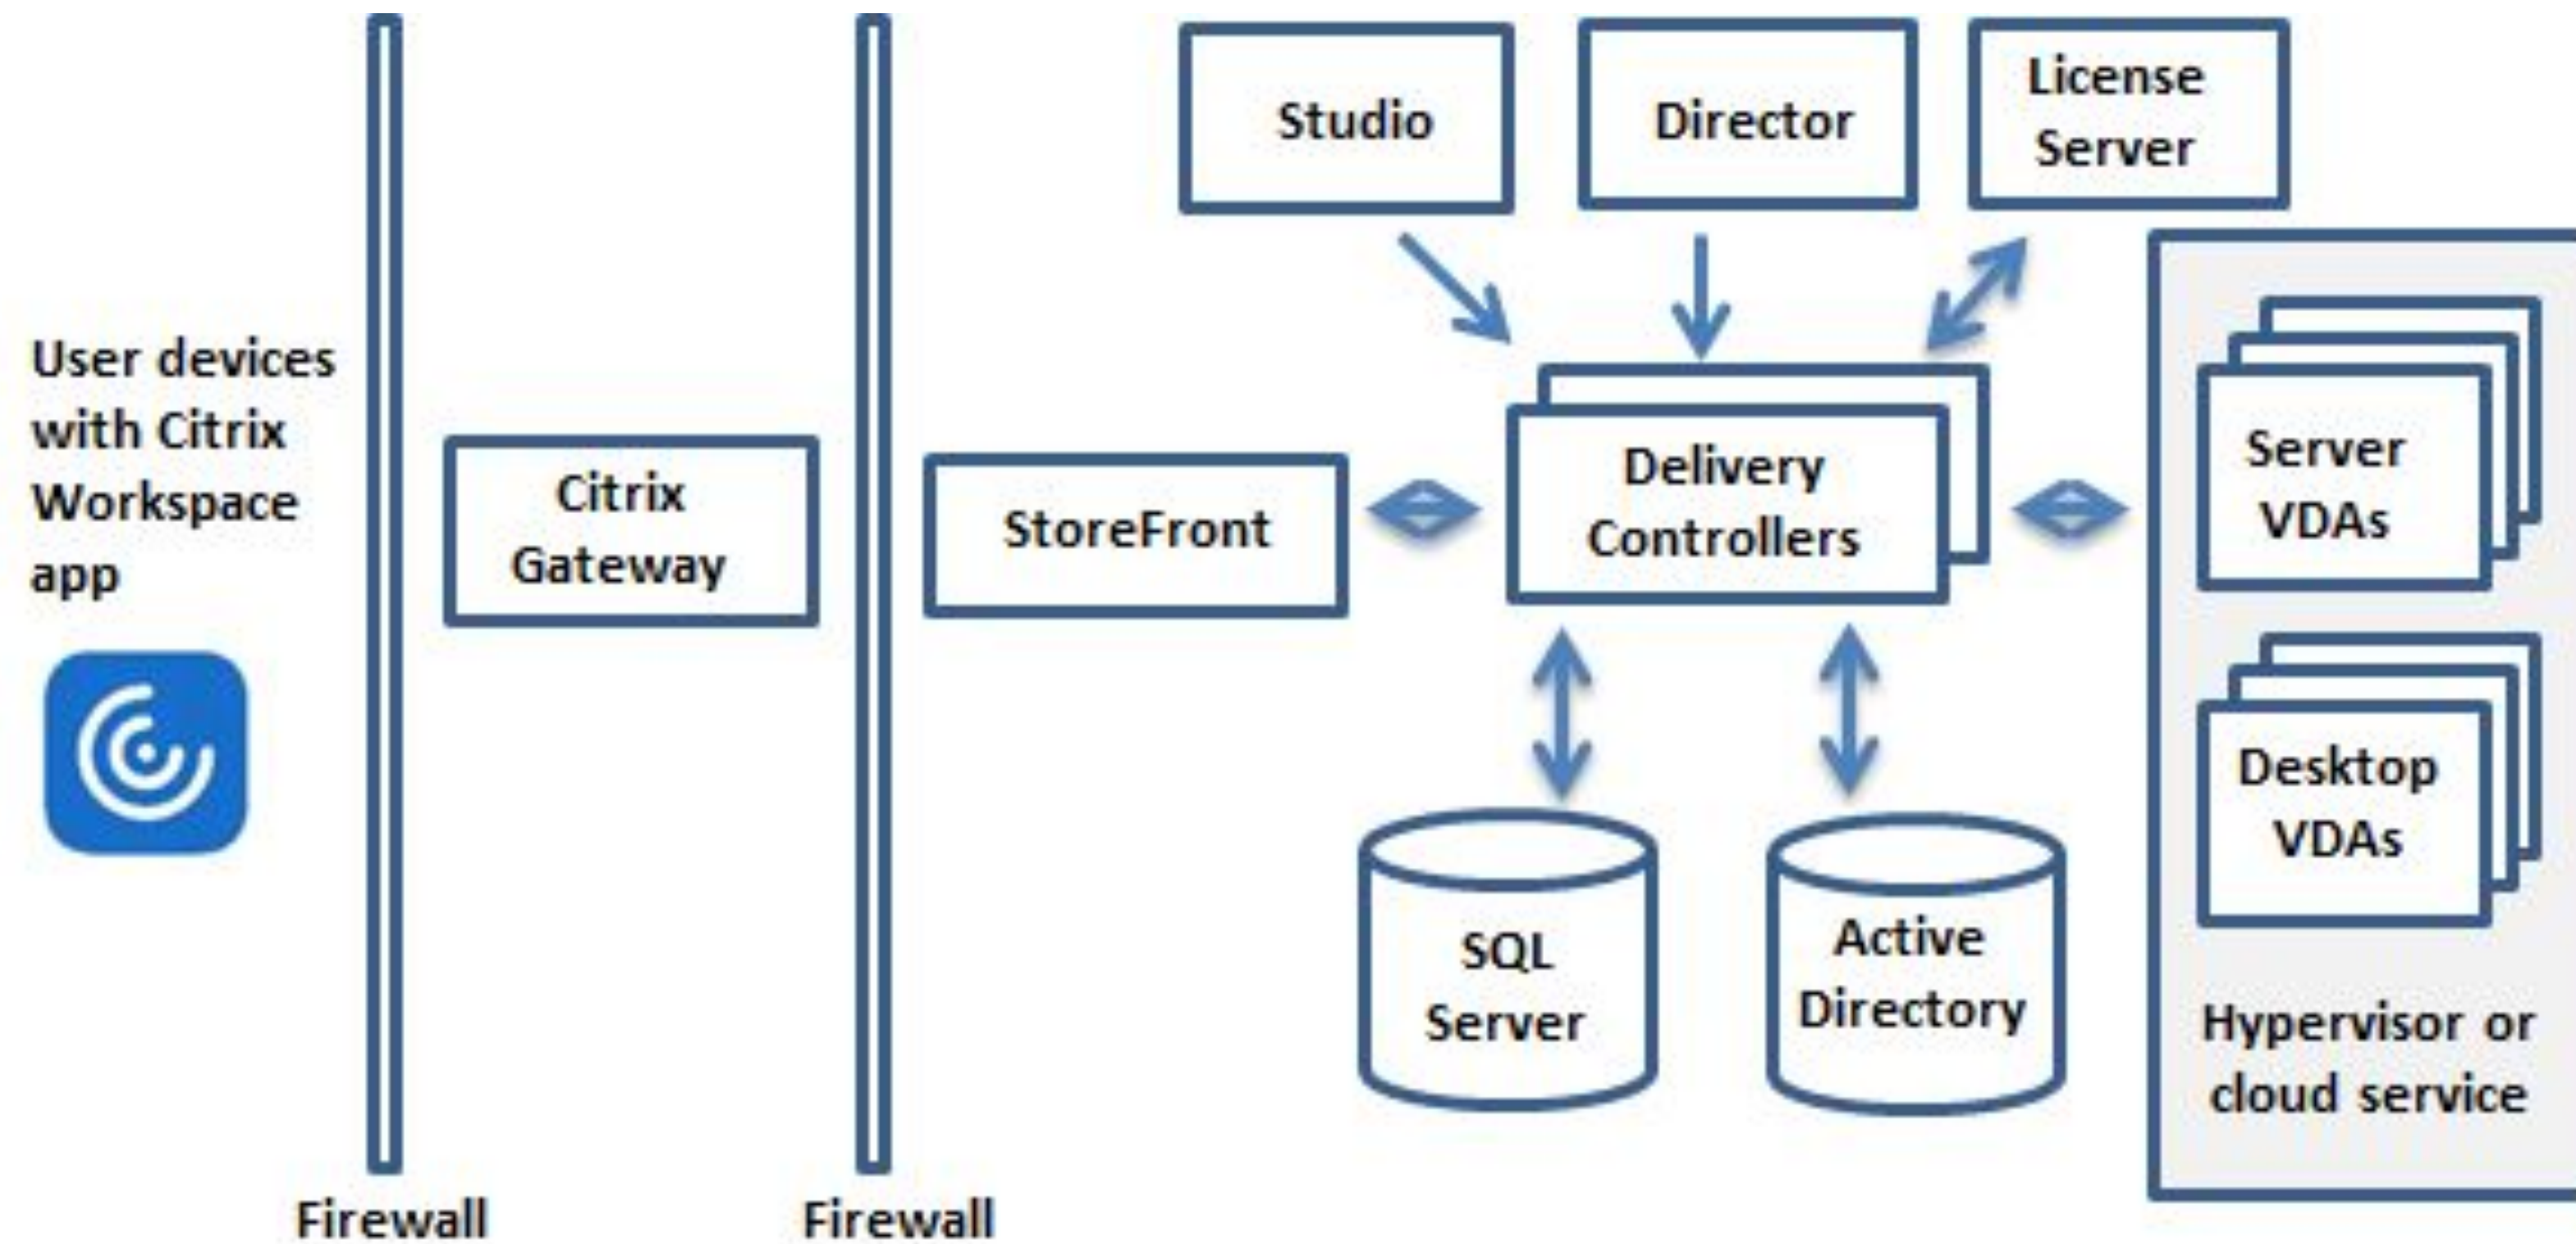 User devices
with Citrix
Workspace
app
Firewall
Citrix
Gateway
Firewall
StoreFront
Studio
Director
License
Server
Delivery
Controllers
SQL
Server
Active
Directory
Server
VDAs
Desktop
VDAs
Hypervisor or
cloud service